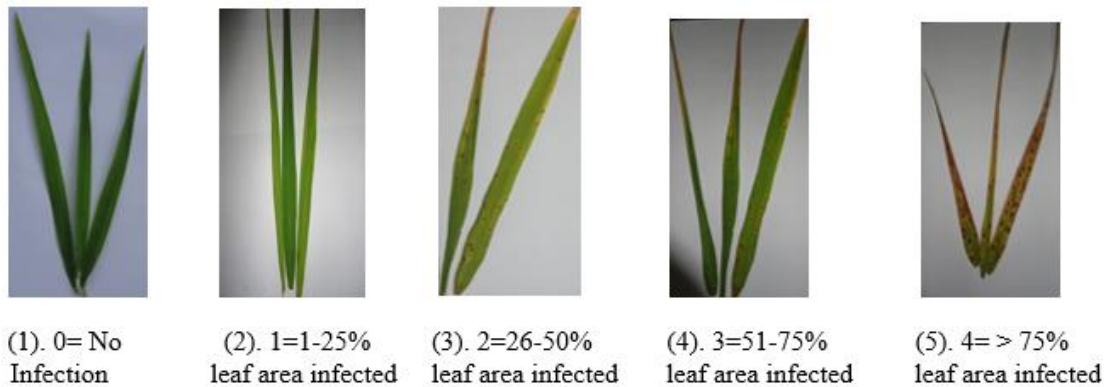 (1). 0= No
Infection
(2). 1=1-25%
leaf area infected
(3). 2=26-50%
leaf area infected
(4). 3=51-75%
leaf area infected
(5). 4= > 75%
leaf area infected